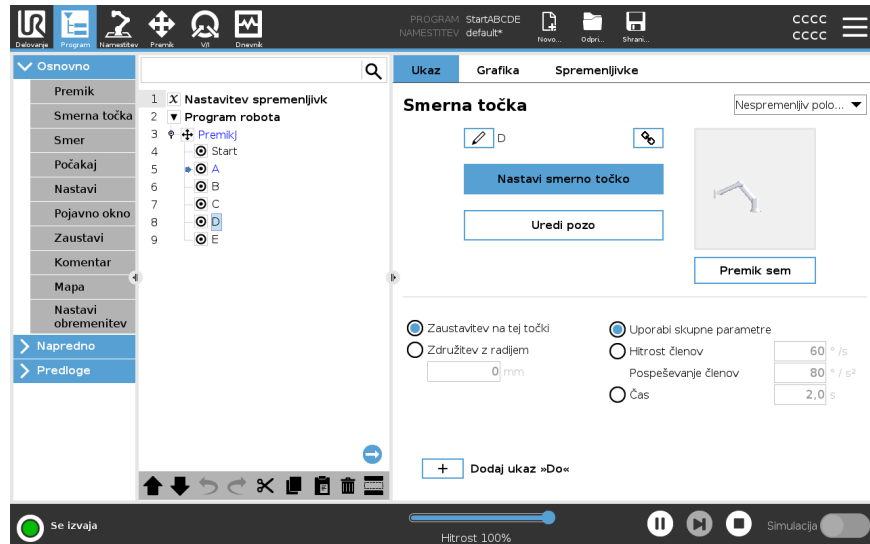 PROGRAM StartABCDE
NAMESTITEV default*
cccc
cccc
Delovanje Program Namestitev Premik V/I Dnevnik Novo... Odpri... Shrani...
Osnovno
Premik
Smerna točka
Smer
Počakaj
Nastavi
Pojavno okno
Zaustavi
Komentar
Mapa
Nastavi
obremenitev
Napredno
Predloge
1 X Nastavitev spremenljivk
2 Program robota
3 PremikJ
4 Start
5 A
6 B
7 C
8 D
9 E
Ukaz Grafika Spremenljivke
Smerna točka
Nespremenljiv polo...
D
Nastavi smerno točko
Uredi pozo
Premik sem
Zaustavitev na tej točki
Združitev z radijem
0 mm
Uporabi skupne parametre
Hitrost členov 60 ° /s
Pospeševanje členov 80 ° / s²
Čas 2,0 s
+ Dodaj ukaz »Do«
Se izvaja
Hitrost 100%
Simulacija